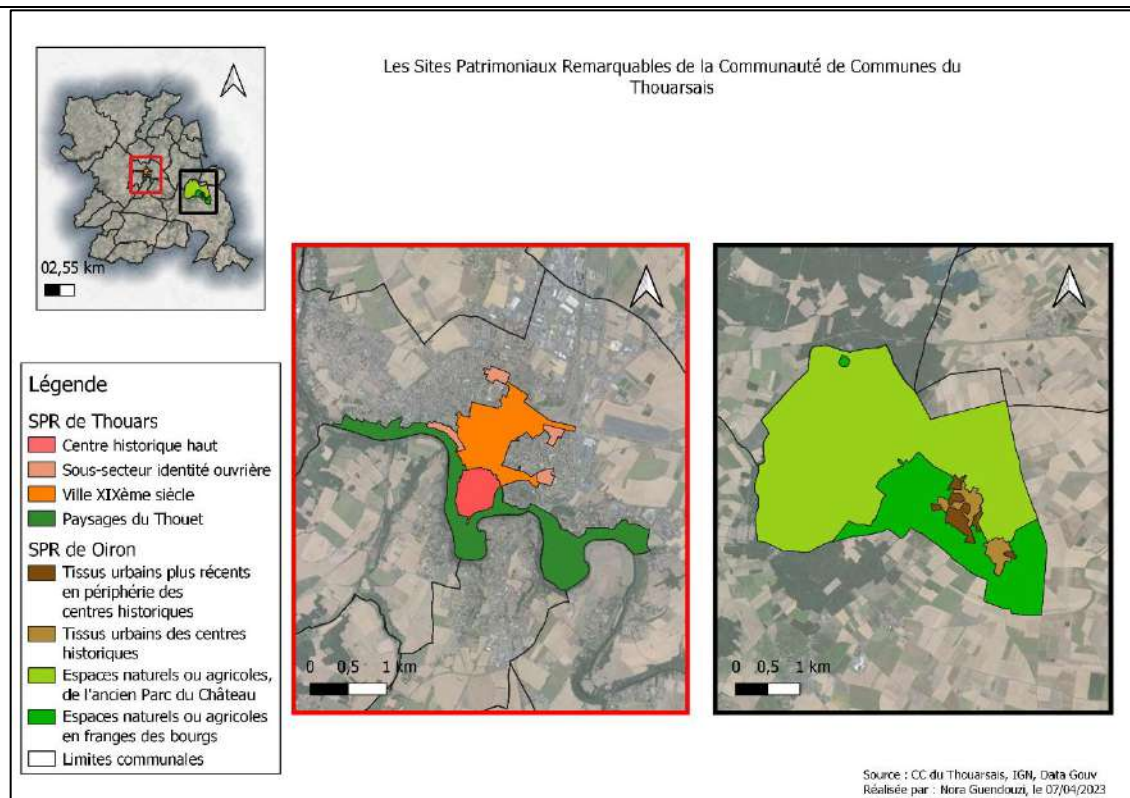 Les Sites Patrimoniaux Remarquables de la Communauté de Communes du
Thouarsais
02,55 km
Légende
SPR de Thouars
Centre historique haut
Sous-secteur identité ouvrière
Ville XIXème siècle
Paysages du Thouet
SPR de Oiron
Tissus urbains plus récents
en périphérie des
centres historiques
Tissus urbains des centres
historiques
Espaces naturels ou agricoles,
de l'ancien Parc du Château
Espaces naturels ou agricoles
en franges des bourgs
Limites communales
0 0,5 1 km
0 0,5 1 km
Source : CC du Thouarsais, IGN, Data Gouv
Réalisée par : Nora Guendouzi, le 07/04/2023